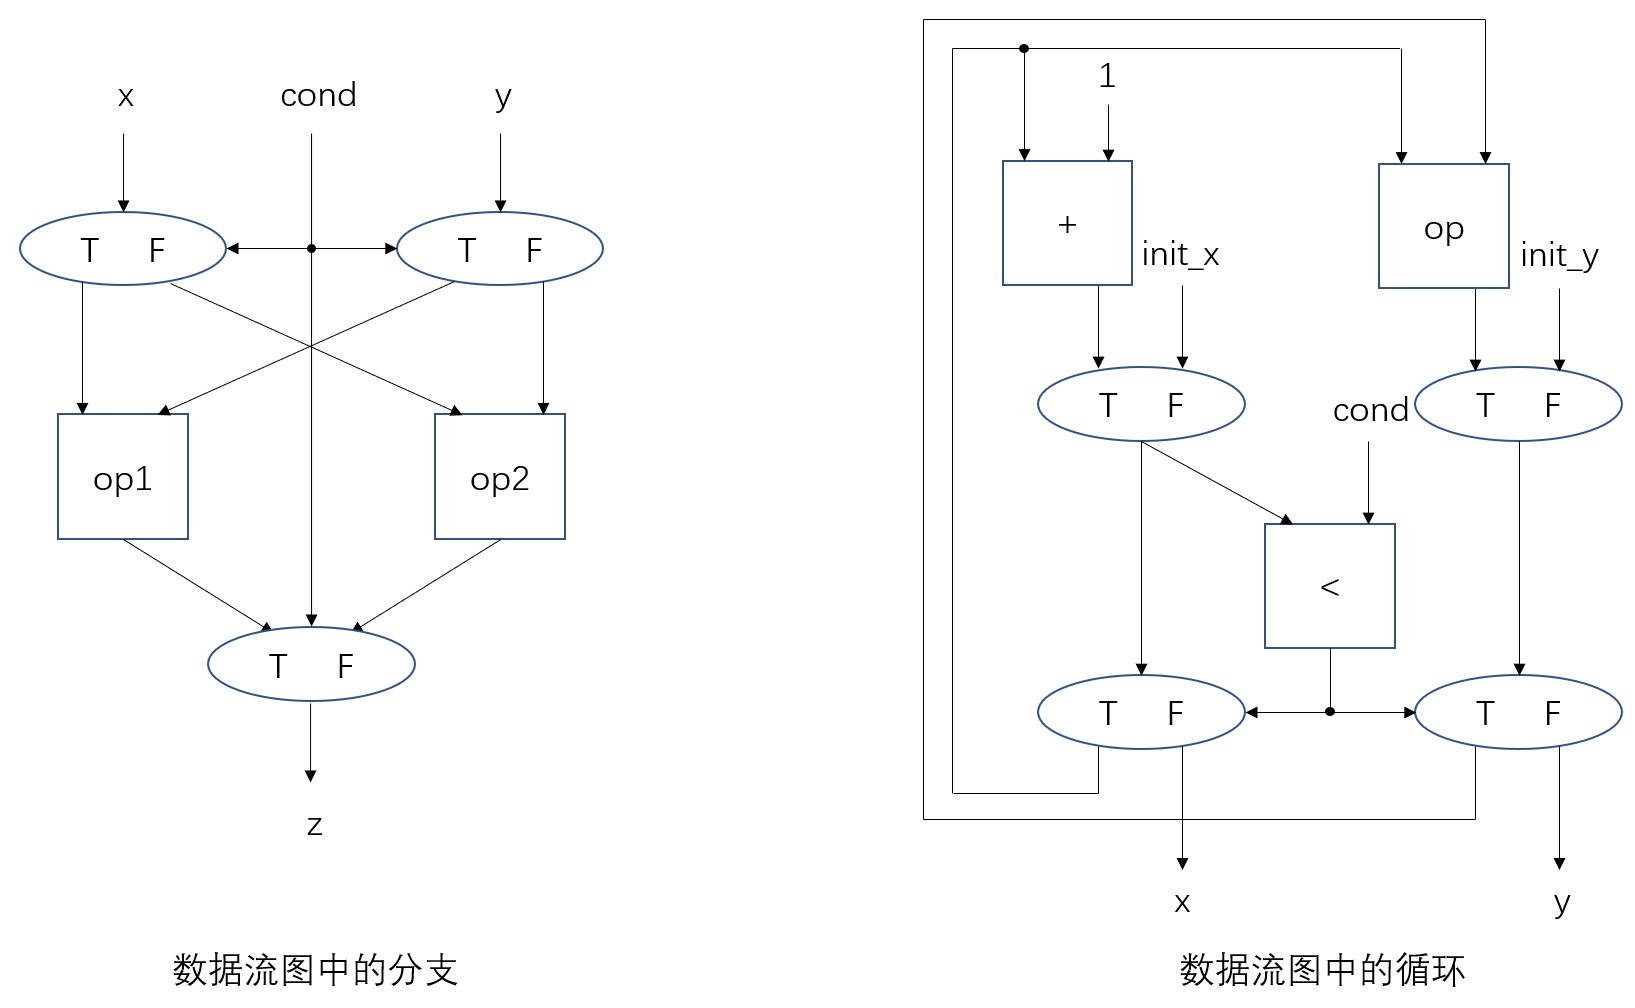 x cond y
T F T F
op1 op2
T F
z
数据流图中的分支
1
+ op
init_x init_y
T F T F
cond
<
T F T F
x y
数据流图中的循环